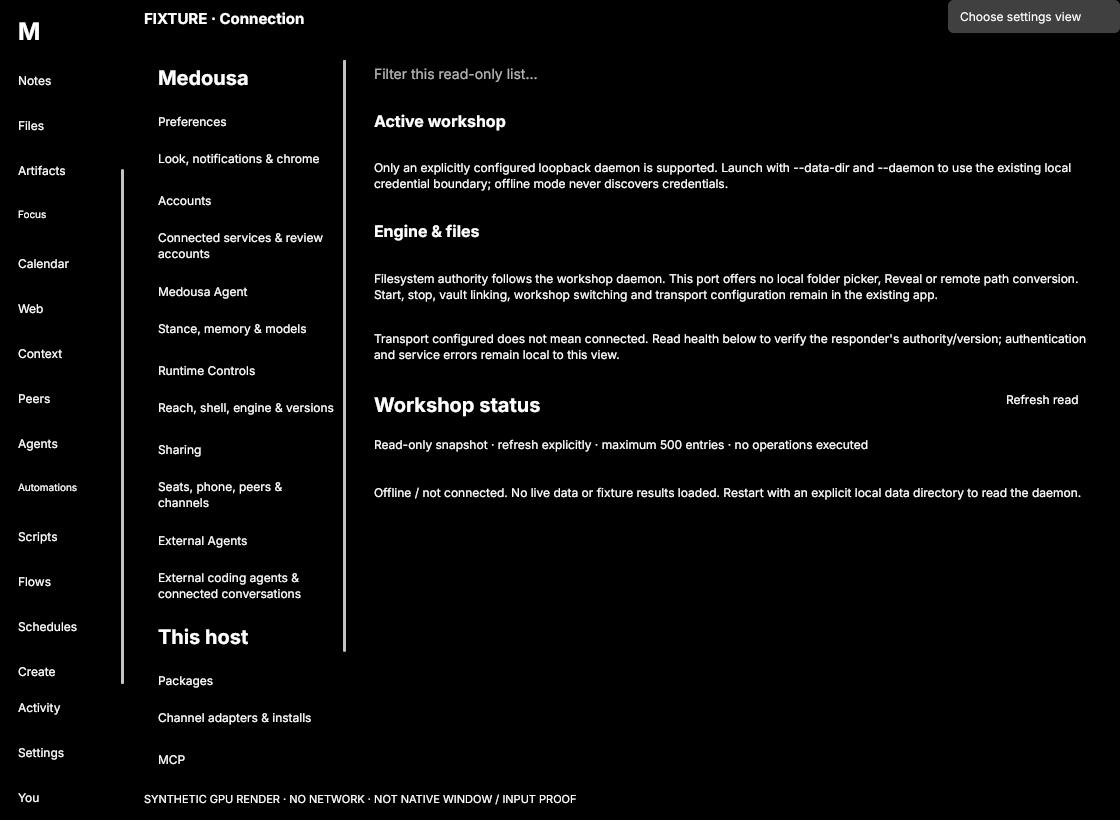 M
Notes
Files
Artifacts
Focus
Calendar
Web
Context
Peers
Agents
Automations
Scripts
Flows
Schedules
Create
Activity
Settings
You
FIXTURE · Connection
Choose settings view
Medousa
Preferences
Look, notifications & chrome
Accounts
Connected services & review
accounts
Medousa Agent
Stance, memory & models
Runtime Controls
Reach, shell, engine & versions
Sharing
Seats, phone, peers &
channels
External Agents
External coding agents &
connected conversations
This host
Packages
Channel adapters & installs
MCP
Filter this read-only list...
Active workshop
Only an explicitly configured loopback daemon is supported. Launch with --data-dir and --daemon to use the existing local
credential boundary; offline mode never discovers credentials.
Engine & files
Filesystem authority follows the workshop daemon. This port offers no local folder picker, Reveal or remote path conversion.
Start, stop, vault linking, workshop switching and transport configuration remain in the existing app.
Transport configured does not mean connected. Read health below to verify the responder's authority/version; authentication
and service errors remain local to this view.
Workshop status
Refresh read
Read-only snapshot · refresh explicitly · maximum 500 entries · no operations executed
Offline / not connected. No live data or fixture results loaded. Restart with an explicit local data directory to read the daemon.
SYNTHETIC GPU RENDER · NO NETWORK · NOT NATIVE WINDOW / INPUT PROOF